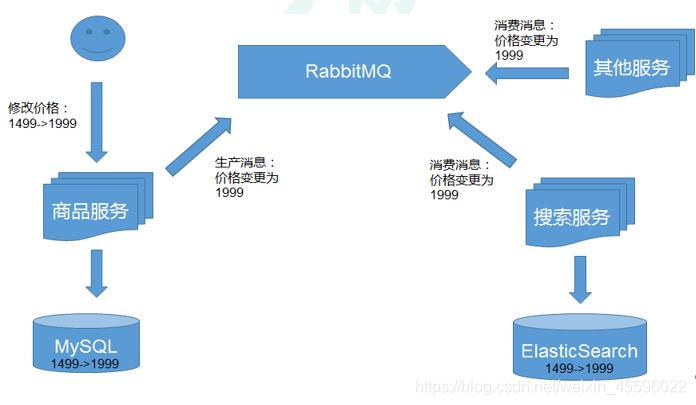 消费消息：
价格变更为
1999
其他服务
RabbitMQ
修改价格：
1499->1999
生产消息：
价格变更为
1999
消费消息：
价格变更为
1999
商品服务
搜索服务
MySQL
1499->1999
ElasticSearch
1499->1999
https://blog.csdn.net/weixin_45596022